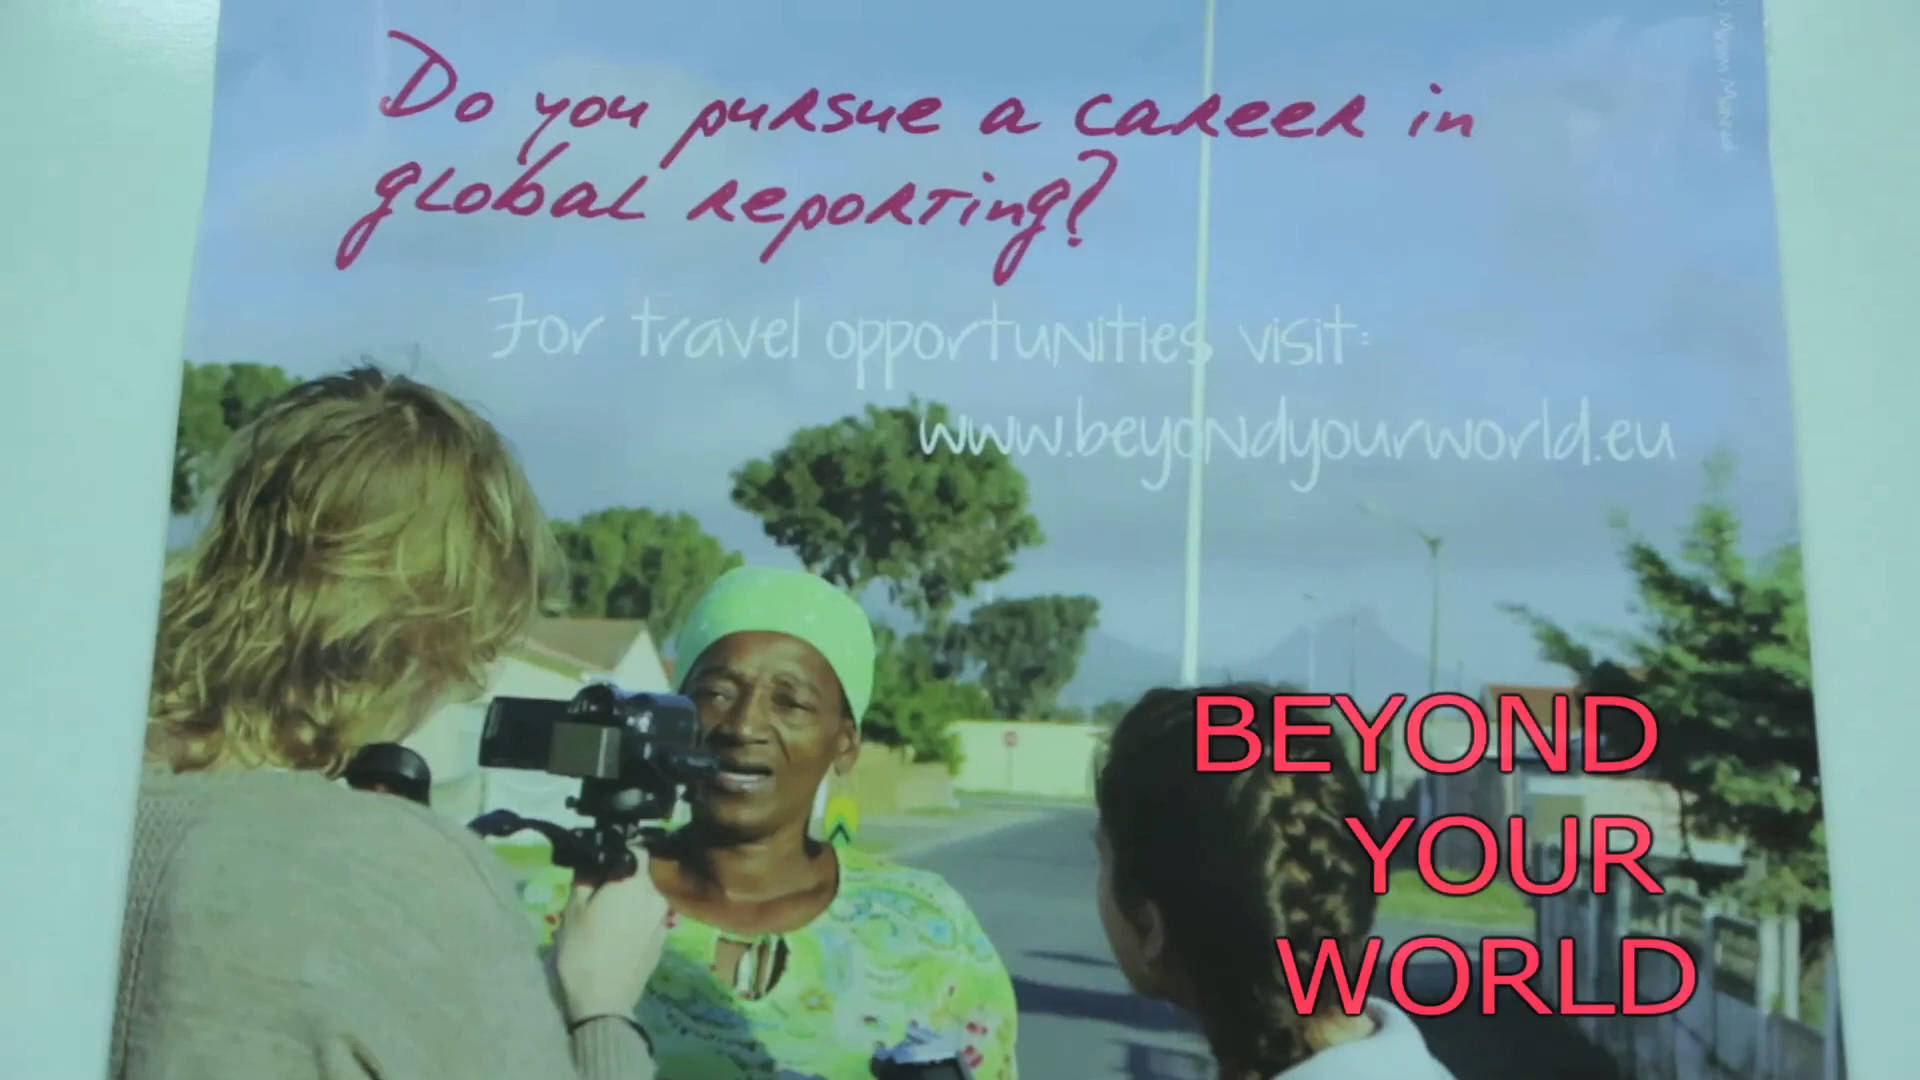 Do you pursue a career in
global reporting?
For travel opportunities visit:
www.beyondyourworld.eu
BEYOND
YOUR
WORLD